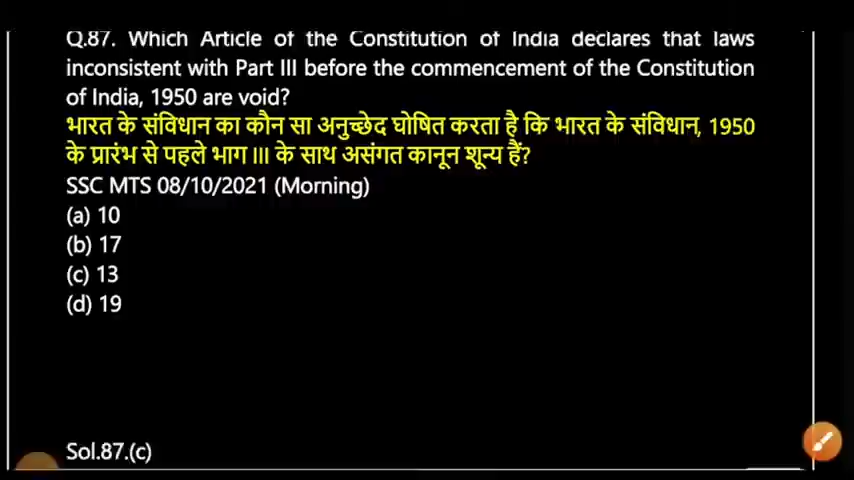 Q.87. Which Article of the Constitution of India declares that laws
inconsistent with Part III before the commencement of the Constitution
of India, 1950 are void?
भारत के संविधान का कौन सा अनुच्छेद घोषित करता है कि भारत के संविधान, 1950
के प्रारंभ से पहले भाग III के साथ असंगत कानून शून्य हैं?
SSC MTS 08/10/2021 (Morning)
(a) 10
(b) 17
(c) 13
(d) 19
Sol.87.(c)